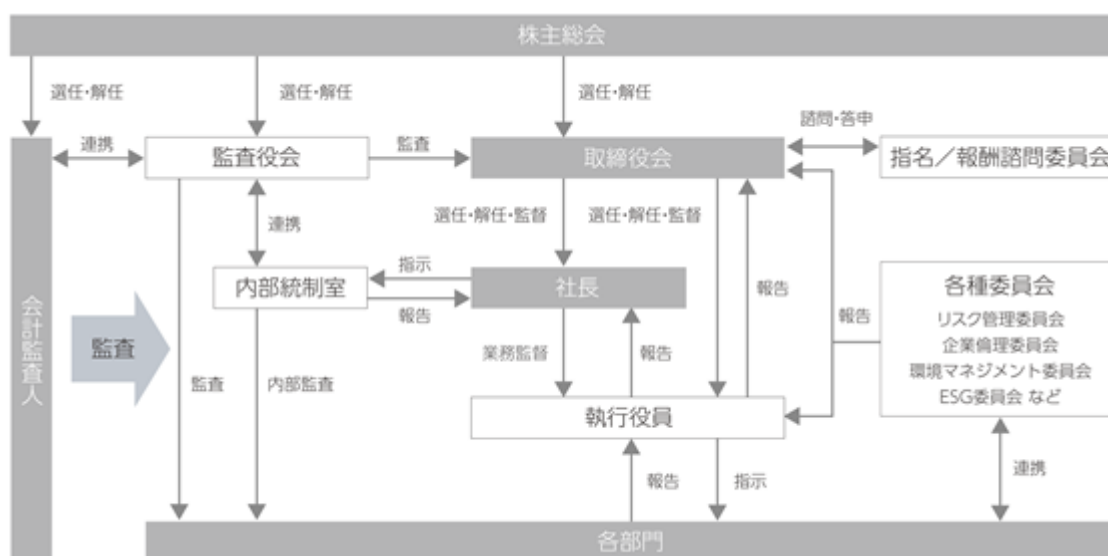 株主総会
選任・解任
選任・解任
選任・解任
諮問・答申
連携
監査役会
監査
取締役会
指名／報酬諮問委員会
選任・解任・監督
選任・解任・監督
連携
指示
内部統制室
社長
報告
報告
報告
各種委員会
リスク管理委員会
企業倫理委員会
環境マネジメント委員会
ESG委員会 など
会計監査人
監査
業務監督
報告
監査
内部監査
執行役員
報告
指示
連携
各部門